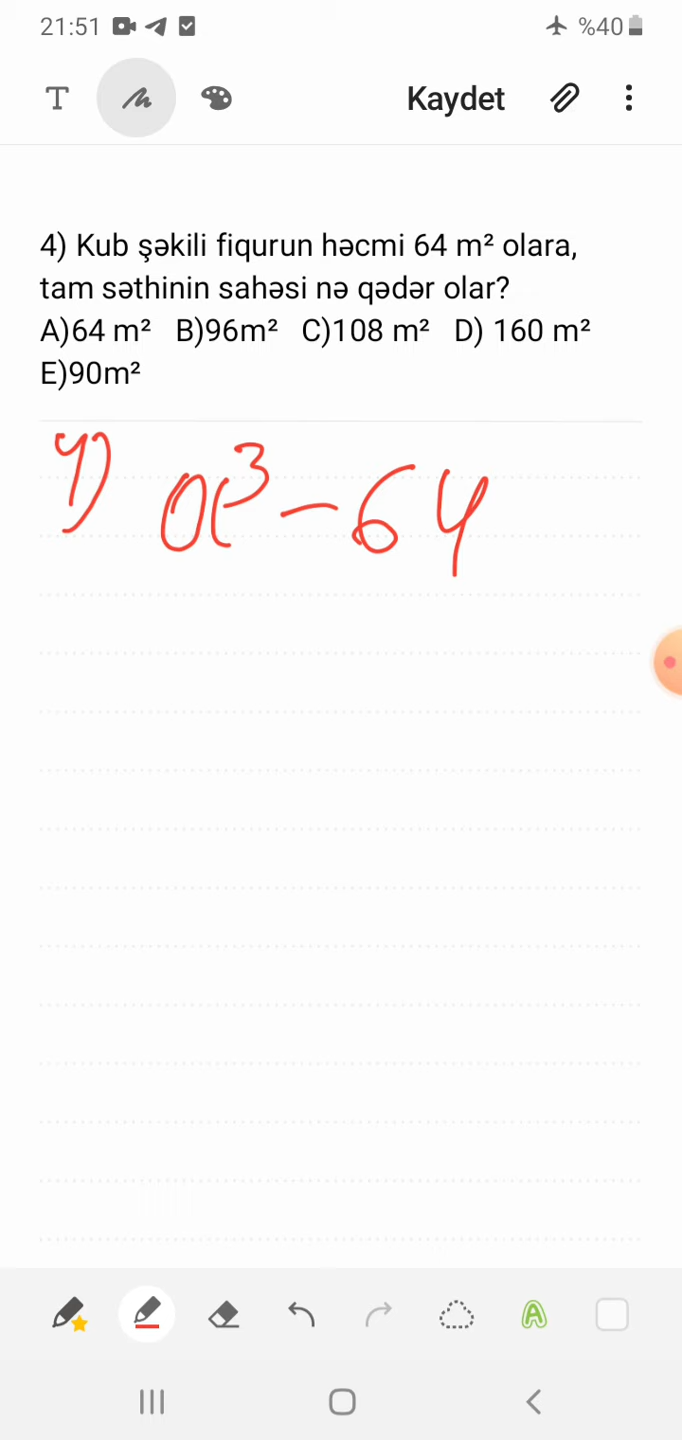 21:51 %40
T Kaydet
4) Kub şəkili fiqurun həcmi 64 m² olara,
tam səthinin sahəsi nə qədər olar?
A)64 m² B)96m² C)108 m² D) 160 m²
E)90m²
4) a³-64
A